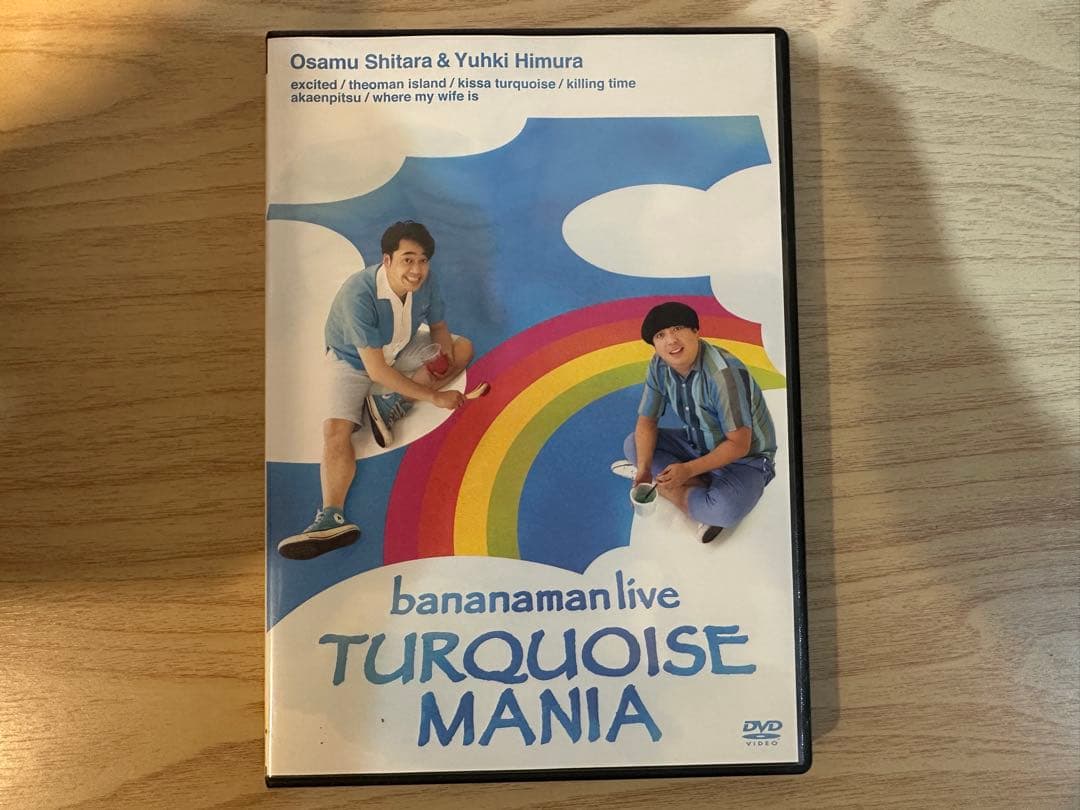 Osamu Shitara & Yuhki Himura
excited / theoman island / kissa turquoise / killing time
akaenpitsu / where my wife is
bananaman live
TURQUOISE
MANIA
DVD
VIDEO